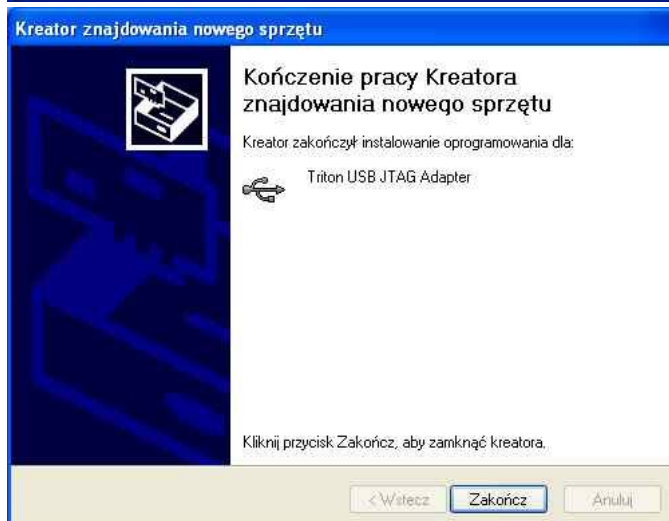 Kreator znajdowania nowego sprzętu
Kończenie pracy Kreatora
znajdowania nowego sprzętu
Kreator zakończył instalowanie oprogramowania dla:
Triton USB JTAG Adapter
Kliknij przycisk Zakończ, aby zamknąć kreatora.
< Wstecz Zakończ Anuluj